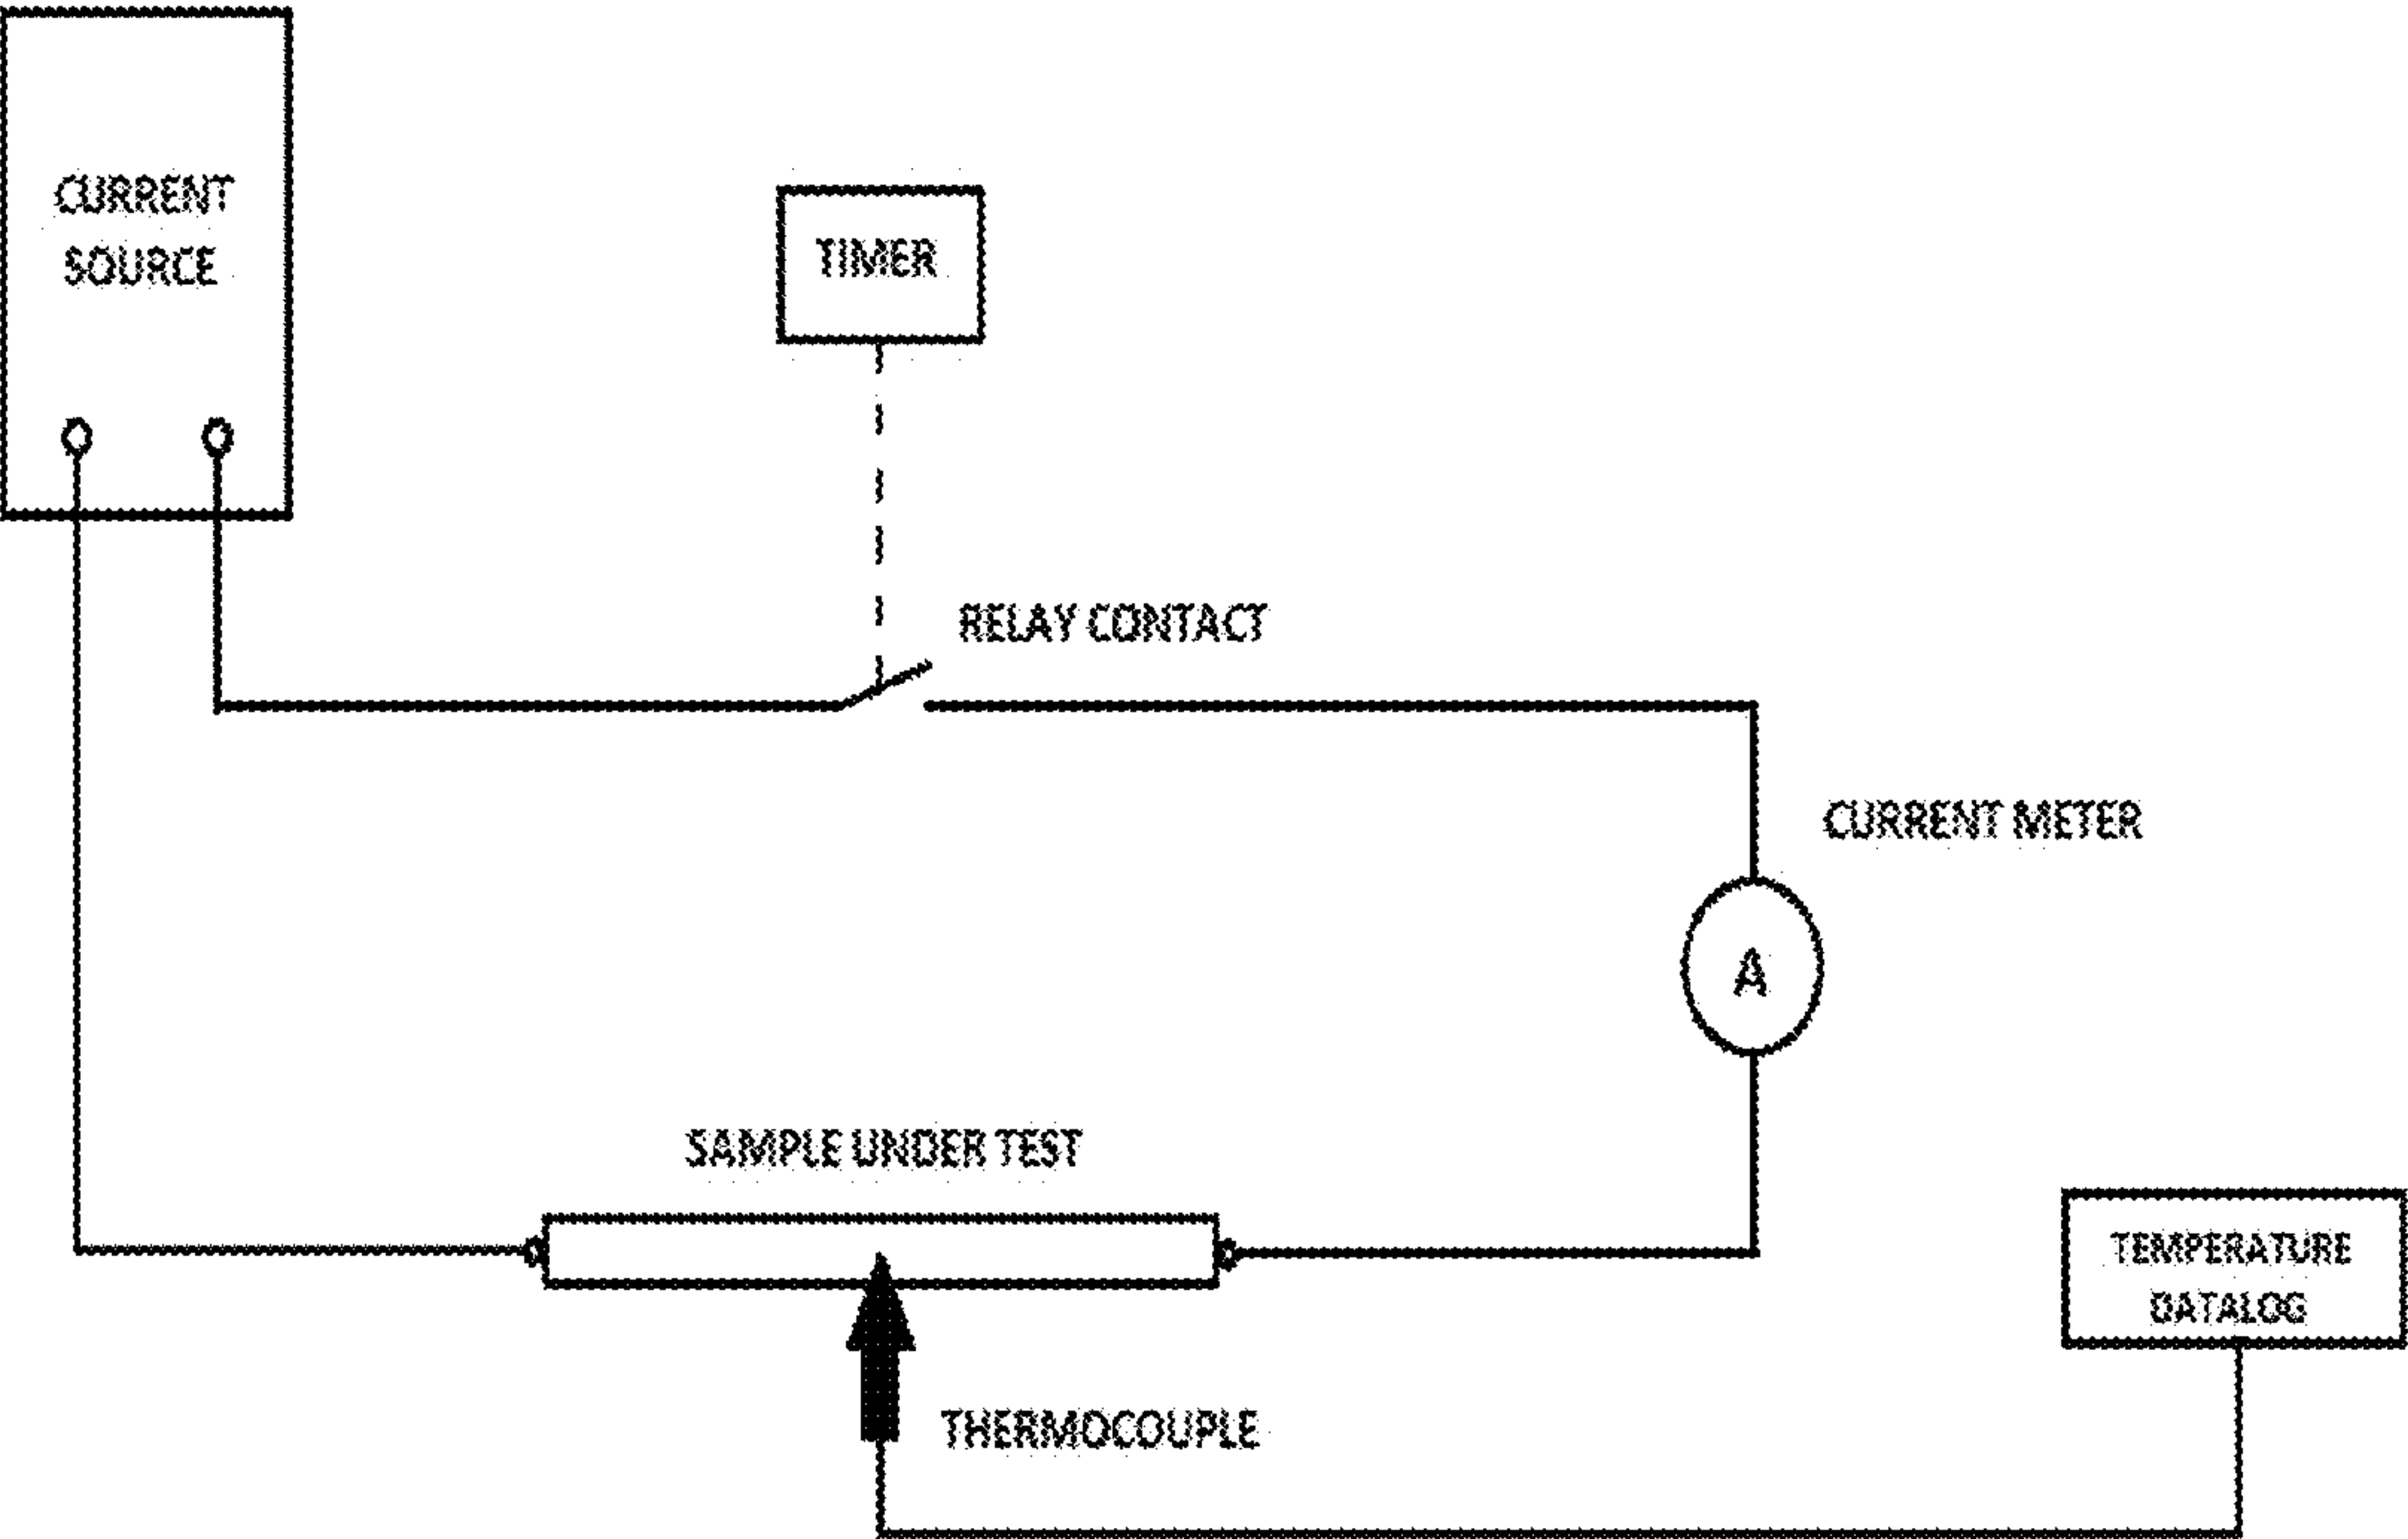 CURRENT
SOURCE
TIMER
RELAY CONTACT
CURRENT METER
A
SAMPLE UNDER TEST
TEMPERATURE
DATALOG
THERMOCOUPLE